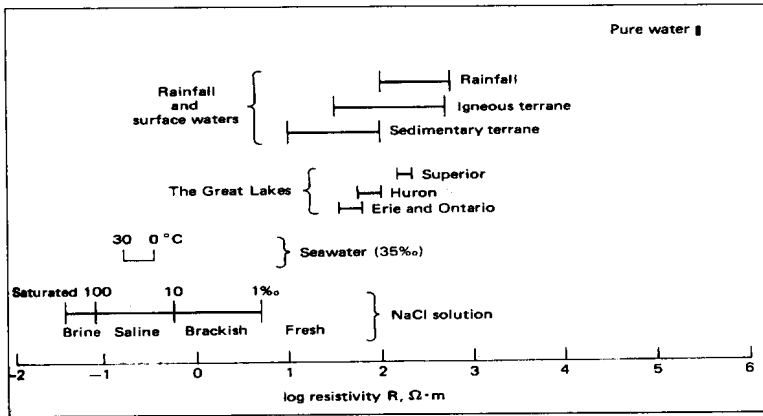 Pure water
Rainfall
and
surface waters
Rainfall
Igneous terrane
Sedimentary terrane
The Great Lakes
Superior
Huron
Erie and Ontario
30 0 °C
Seawater (35‰)
Saturated 100 10 1‰
Brine Saline Brackish Fresh
NaCl solution
-2 -1 0 1 2 3 4 5 6
log resistivity R, Ω·m